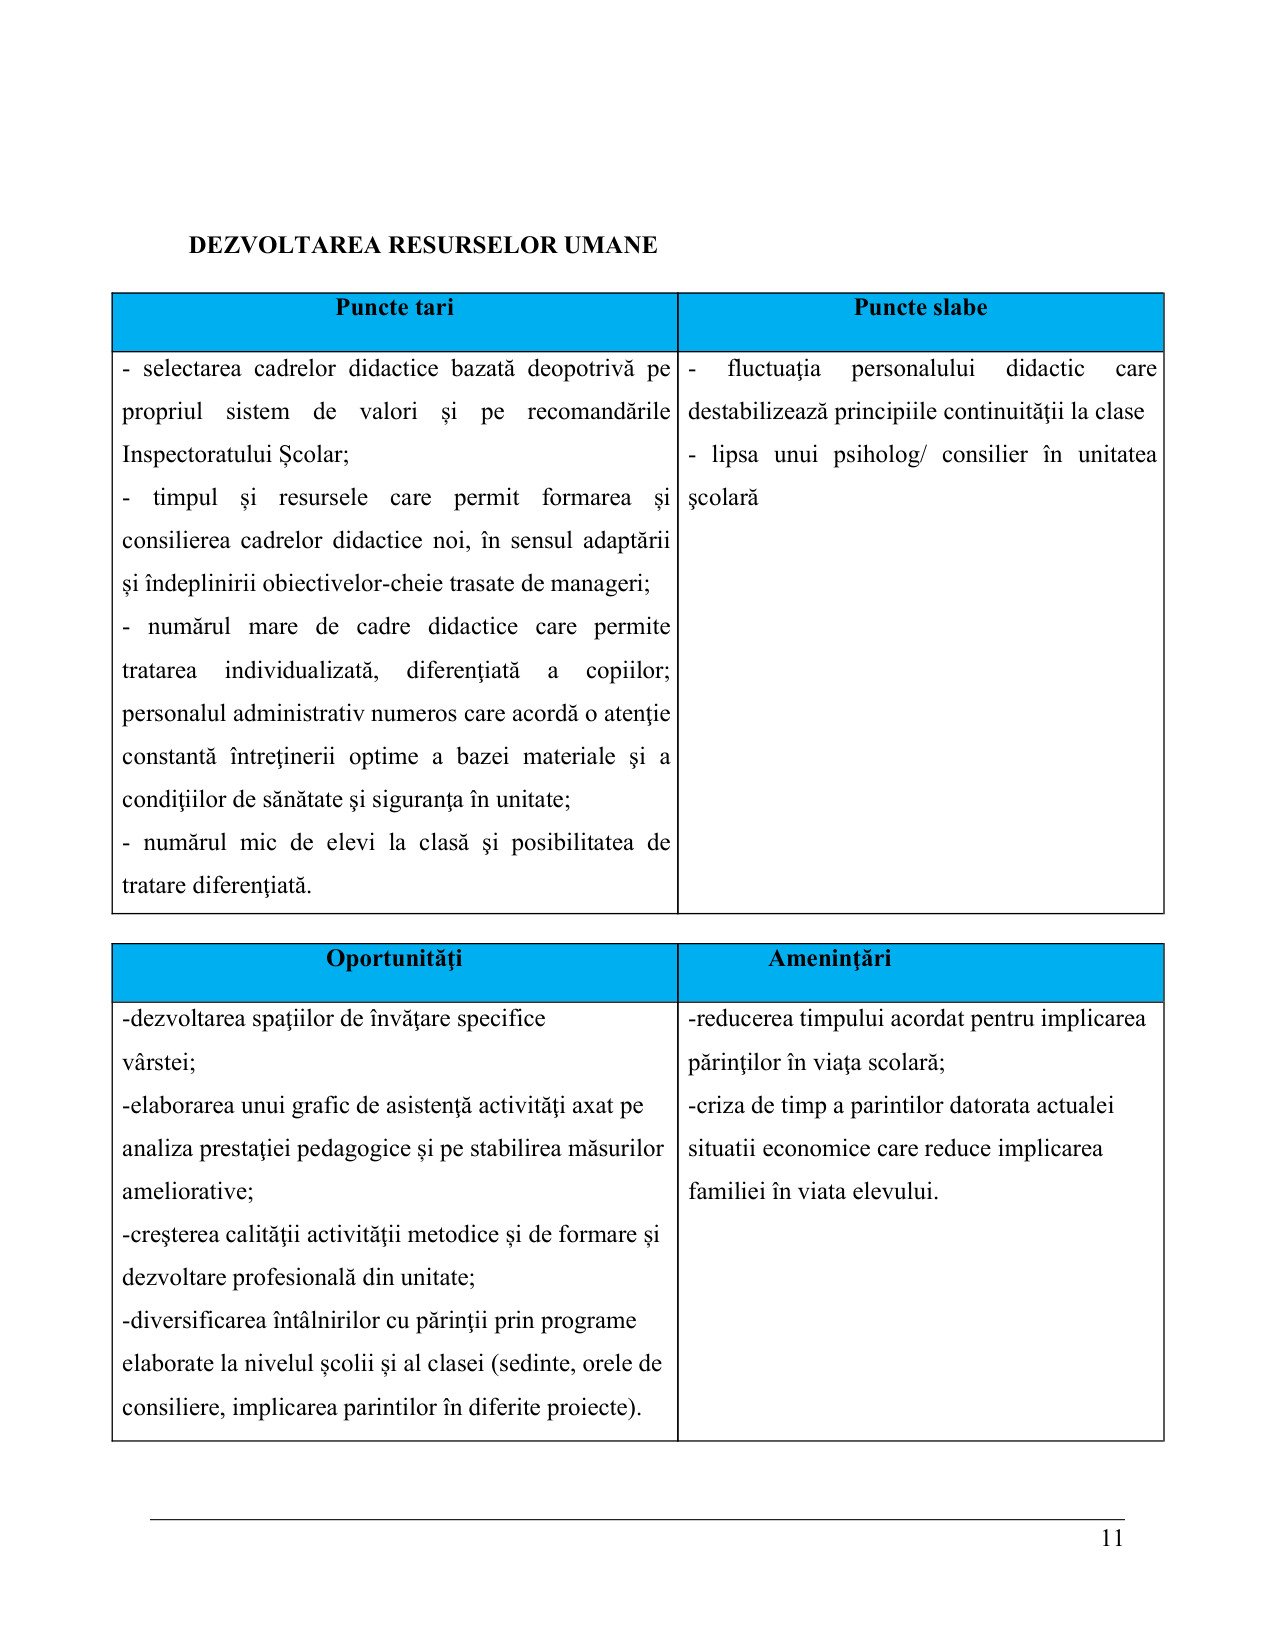 DEZVOLTAREA RESURSELOR UMANE
Puncte tari
Puncte slabe
- selectarea cadrelor didactice bazată deopotrivă pe
propriul sistem de valori și pe recomandările
Inspectoratului Școlar;
- timpul și resursele care permit formarea și
consilierea cadrelor didactice noi, în sensul adaptării
și îndeplinirii obiectivelor-cheie trasate de manageri;
- numărul mare de cadre didactice care permite
tratarea individualizată, diferenţiată a copiilor;
personalul administrativ numeros care acordă o atenţie
constantă întreţinerii optime a bazei materiale şi a
condiţiilor de sănătate şi siguranţa în unitate;
- numărul mic de elevi la clasă şi posibilitatea de
tratare diferenţiată.
- fluctuaţia personalului didactic care
destabilizează principiile continuităţii la clase
- lipsa unui psiholog/ consilier în unitatea
şcolară
Oportunităţi
Ameninţări
-dezvoltarea spaţiilor de învăţare specifice
vârstei;
-elaborarea unui grafic de asistenţă activităţi axat pe
analiza prestaţiei pedagogice și pe stabilirea măsurilor
ameliorative;
-creşterea calităţii activităţii metodice și de formare și
dezvoltare profesională din unitate;
-diversificarea întâlnirilor cu părinţii prin programe
elaborate la nivelul școlii și al clasei (sedinte, orele de
consiliere, implicarea parintilor în diferite proiecte).
-reducerea timpului acordat pentru implicarea
părinţilor în viaţa scolară;
-criza de timp a parintilor datorata actualei
situatii economice care reduce implicarea
familiei în viata elevului.
11